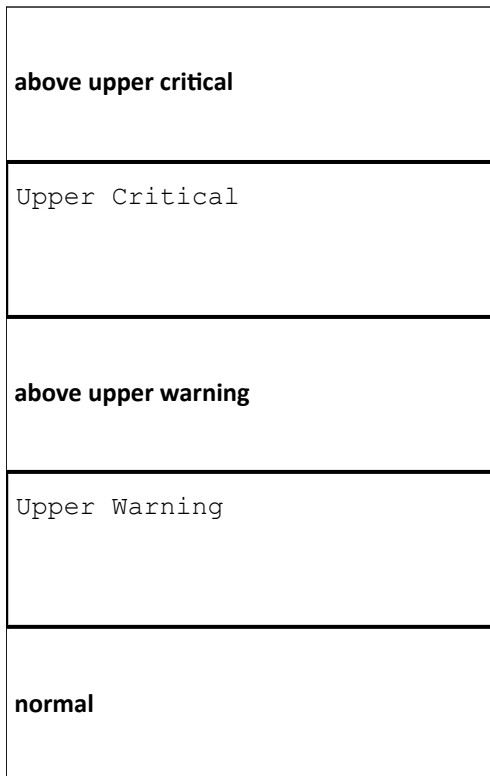 above upper critical
Upper Critical
above upper warning
Upper Warning
normal